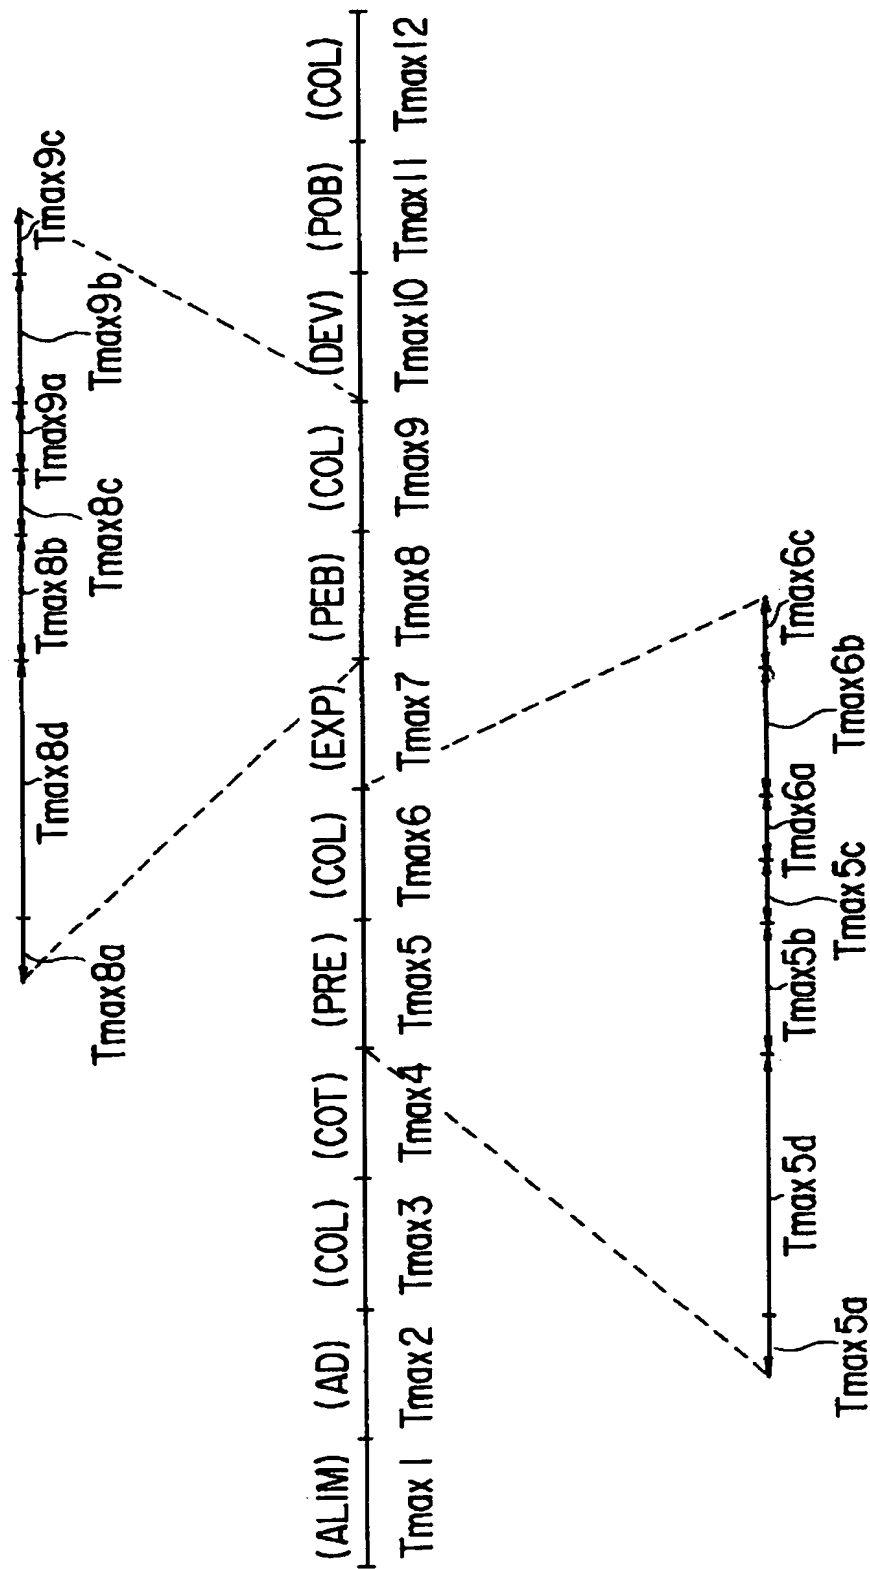 Tmax8a Tmax8d Tmax8b Tmax8c Tmax9a Tmax9b Tmax9c
(ALIM) (AD) (COL) (COT) (PRE) (COL) (EXP) (PEB) (COL) (DEV) (POB) (COL)
Tmax1 Tmax2 Tmax3 Tmax4 Tmax5 Tmax6 Tmax7 Tmax8 Tmax9 Tmax10 Tmax11 Tmax12
Tmax5a Tmax5d Tmax5b Tmax5c Tmax6a Tmax6b Tmax6c